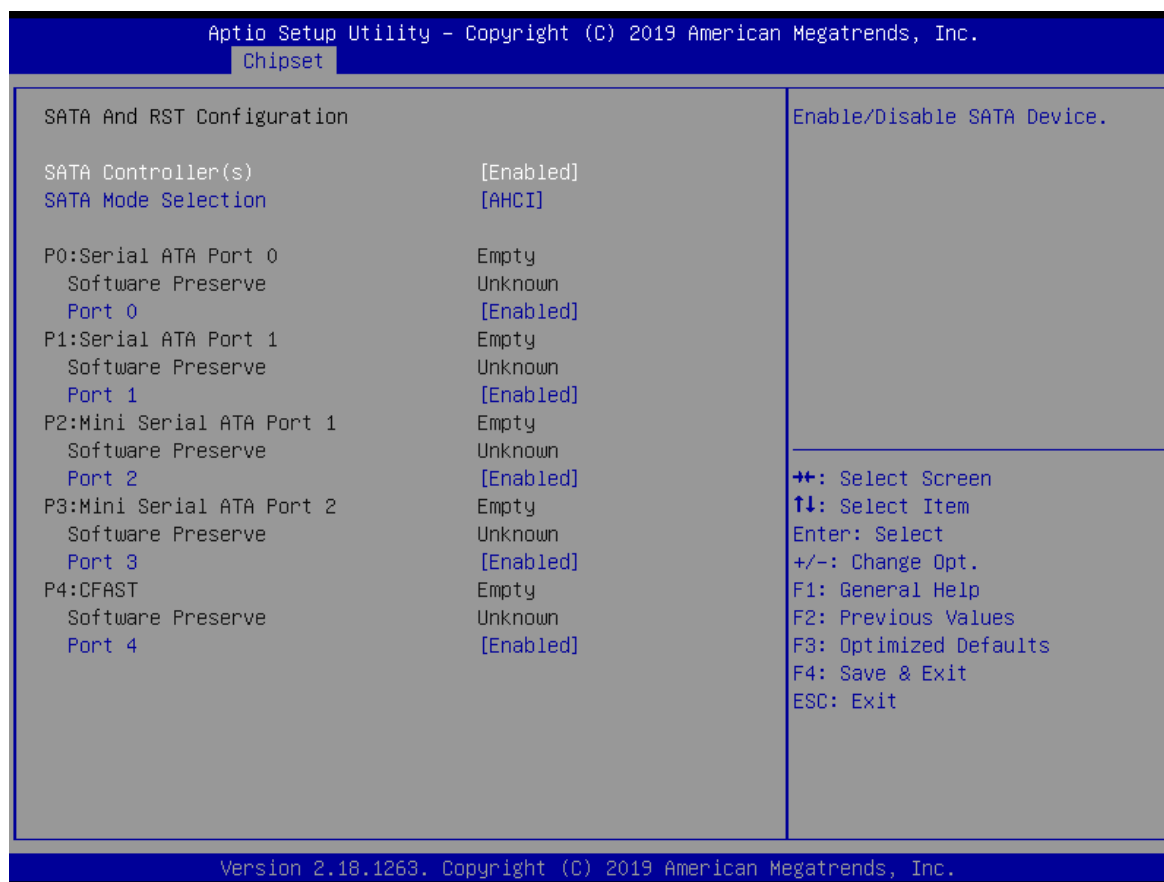 Aptio Setup Utility – Copyright (C) 2019 American Megatrends, Inc.
Chipset
SATA And RST Configuration
SATA Controller(s) [Enabled]
SATA Mode Selection [AHCI]
P0:Serial ATA Port 0 Empty
Software Preserve Unknown
Port 0 [Enabled]
P1:Serial ATA Port 1 Empty
Software Preserve Unknown
Port 1 [Enabled]
P2:Mini Serial ATA Port 1 Empty
Software Preserve Unknown
Port 2 [Enabled]
P3:Mini Serial ATA Port 2 Empty
Software Preserve Unknown
Port 3 [Enabled]
P4:CFAST Empty
Software Preserve Unknown
Port 4 [Enabled]
Enable/Disable SATA Device.
→←: Select Screen
↑↓: Select Item
Enter: Select
+/-: Change Opt.
F1: General Help
F2: Previous Values
F3: Optimized Defaults
F4: Save & Exit
ESC: Exit
Version 2.18.1263. Copyright (C) 2019 American Megatrends, Inc.